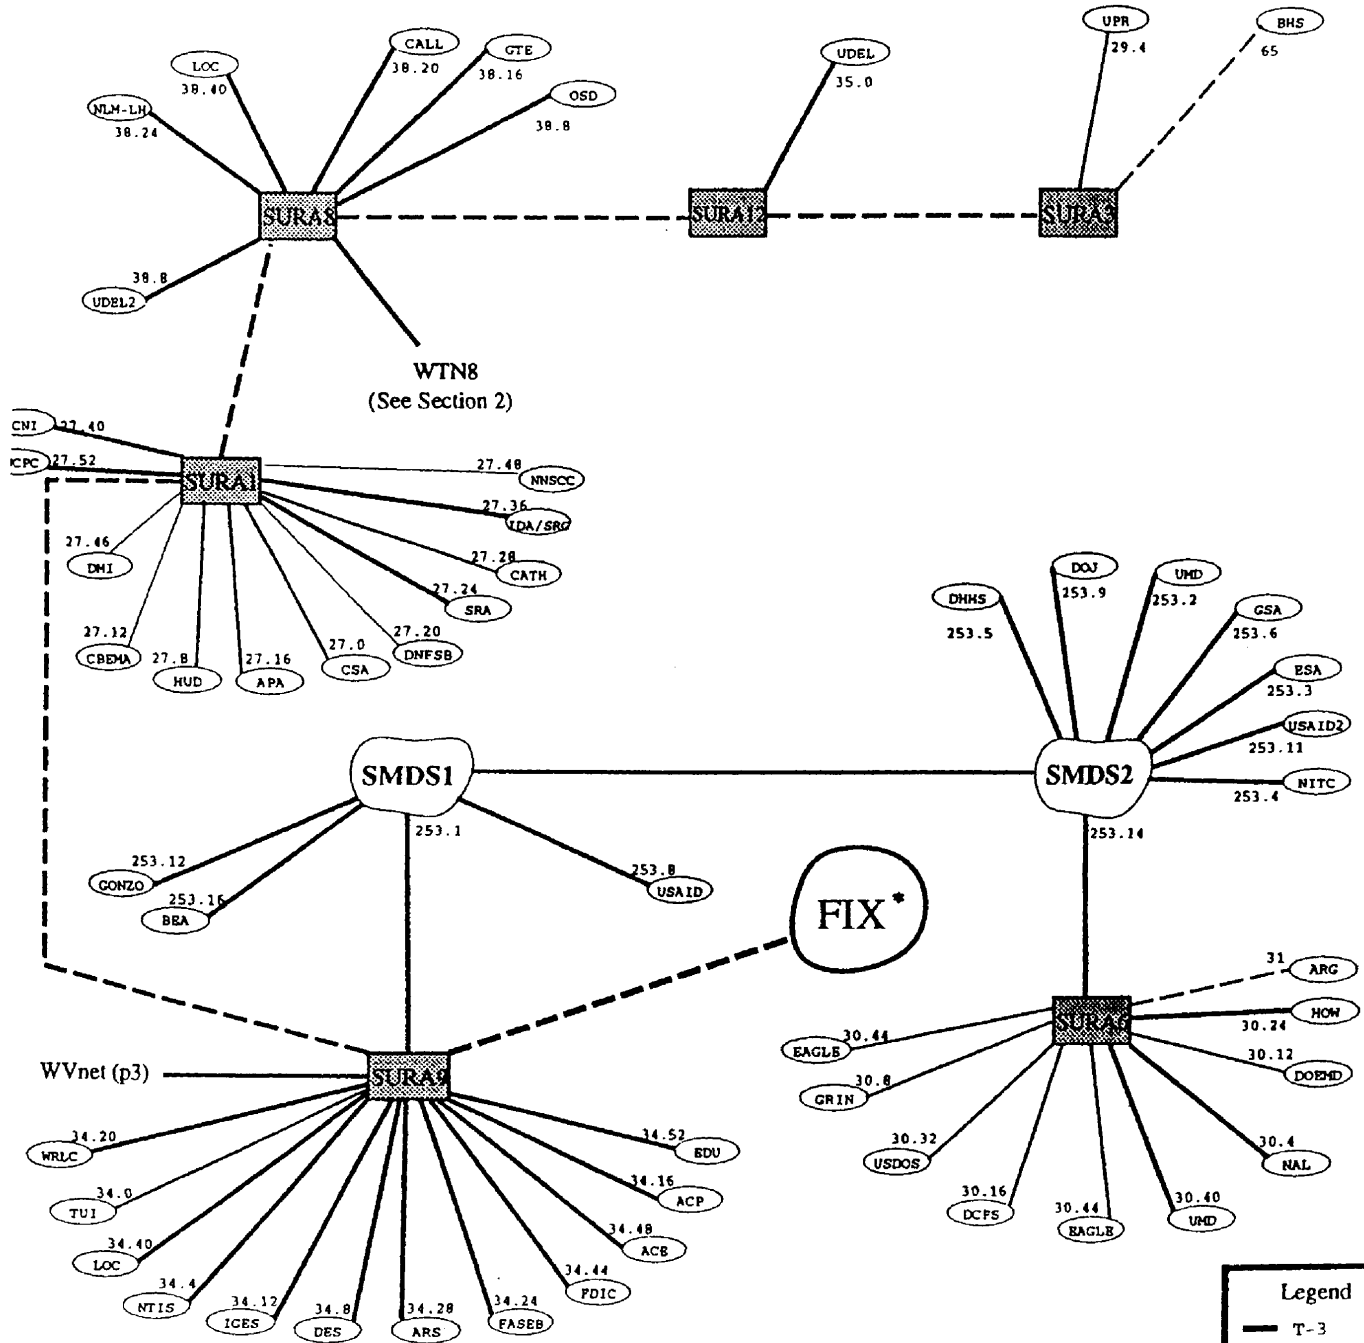 UPR
29.4
BHS
65
CALL
38.20
GTE
38.16
UDEL
35.0
LOC
38.40
OSD
38.8
NLM-LH
38.24
SURA8
SURA12
SURA3
38.8
UDEL2
WTN8
(See Section 2)
CNI
27.40
CPC
27.52
SURA1
27.48
NNSCC
27.36
IDA/SRC
27.28
CATH
27.24
SRA
27.46
DMI
27.12
CBEMA
27.8
HUD
27.16
APA
27.0
CSA
27.20
DNFSB
DOJ
253.9
UMD
253.2
DHHS
253.5
GSA
253.6
ESA
253.3
USAID2
253.11
NITC
253.4
SMDS1
253.1
SMDS2
253.14
253.12
GONZO
253.16
BEA
253.8
USAID
FIX *
31
ARG
SURA6
HOW
30.24
30.12
DOEMD
30.44
EAGLE
30.8
GRIN
30.32
USDOS
30.16
DCPS
30.44
EAGLE
30.40
UMD
30.4
NAL
WVnet (p3)
SURA9
34.20
WRLC
34.0
TUI
34.40
LOC
34.4
NTIS
34.12
IGES
34.8
DES
34.28
ARS
34.24
FASEB
34.44
FDIC
34.48
ACE
34.16
ACP
34.52
EDU
Legend
T-3